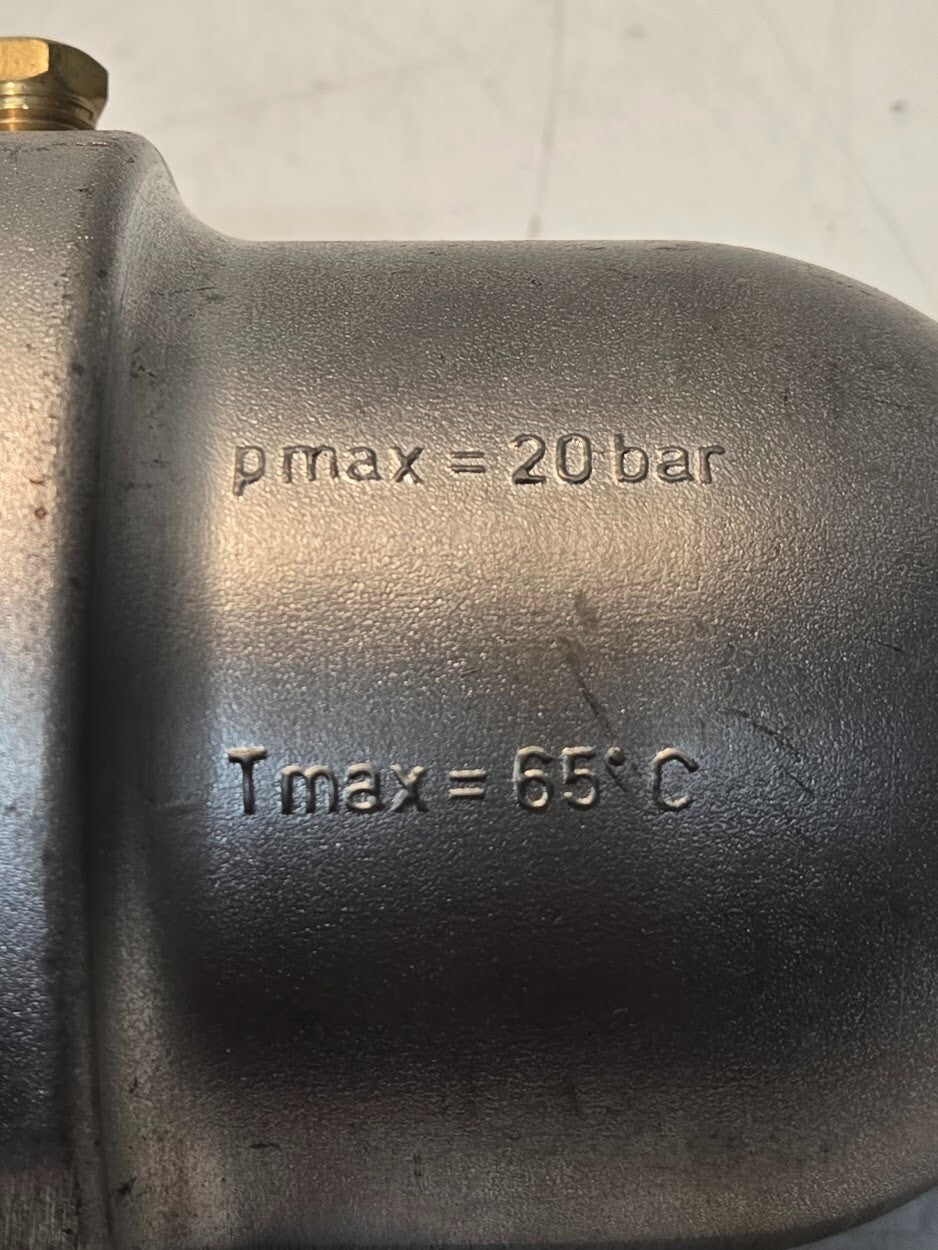 pmax = 20 bar
Tmax = 65° C